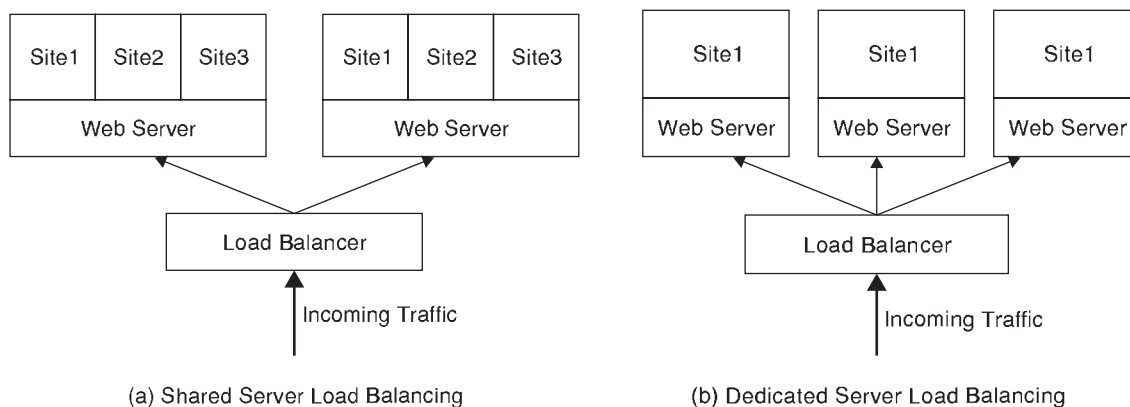 Site1 Site2 Site3
Web Server
Site1 Site2 Site3
Web Server
Load Balancer
Incoming Traffic
(a) Shared Server Load Balancing
Site1
Web Server
Site1
Web Server
Site1
Web Server
Load Balancer
Incoming Traffic
(b) Dedicated Server Load Balancing